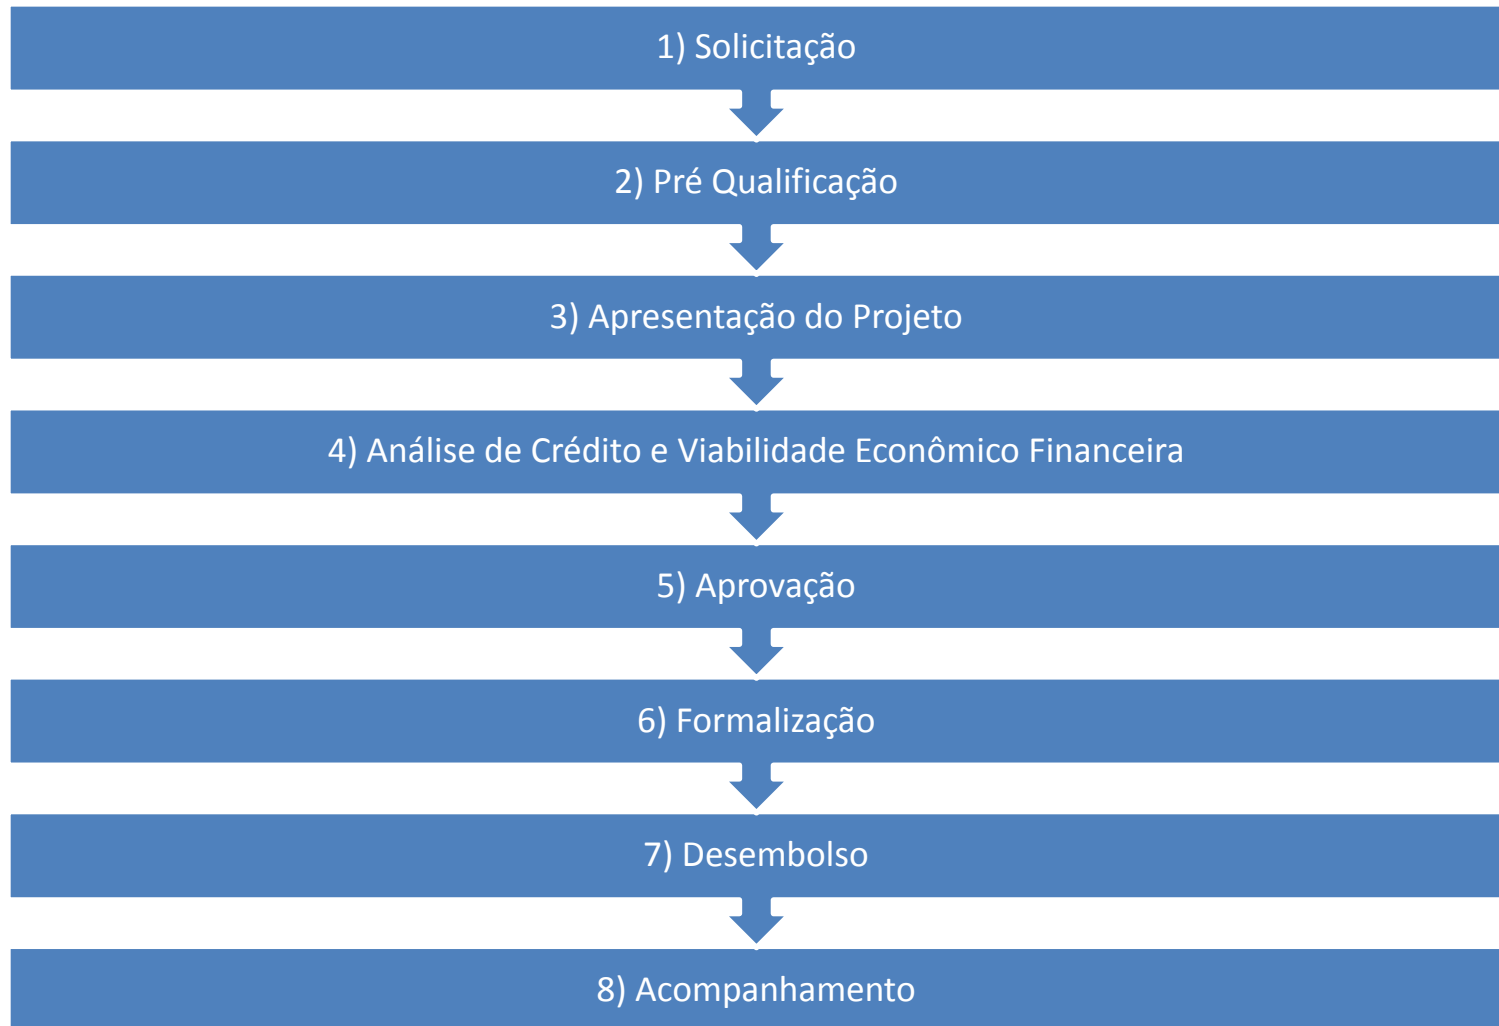 1) Solicitação
2) Pré Qualificação
3) Apresentação do Projeto
4) Análise de Crédito e Viabilidade Econômico Financeira
5) Aprovação
6) Formalização
7) Desembolso
8) Acompanhamento